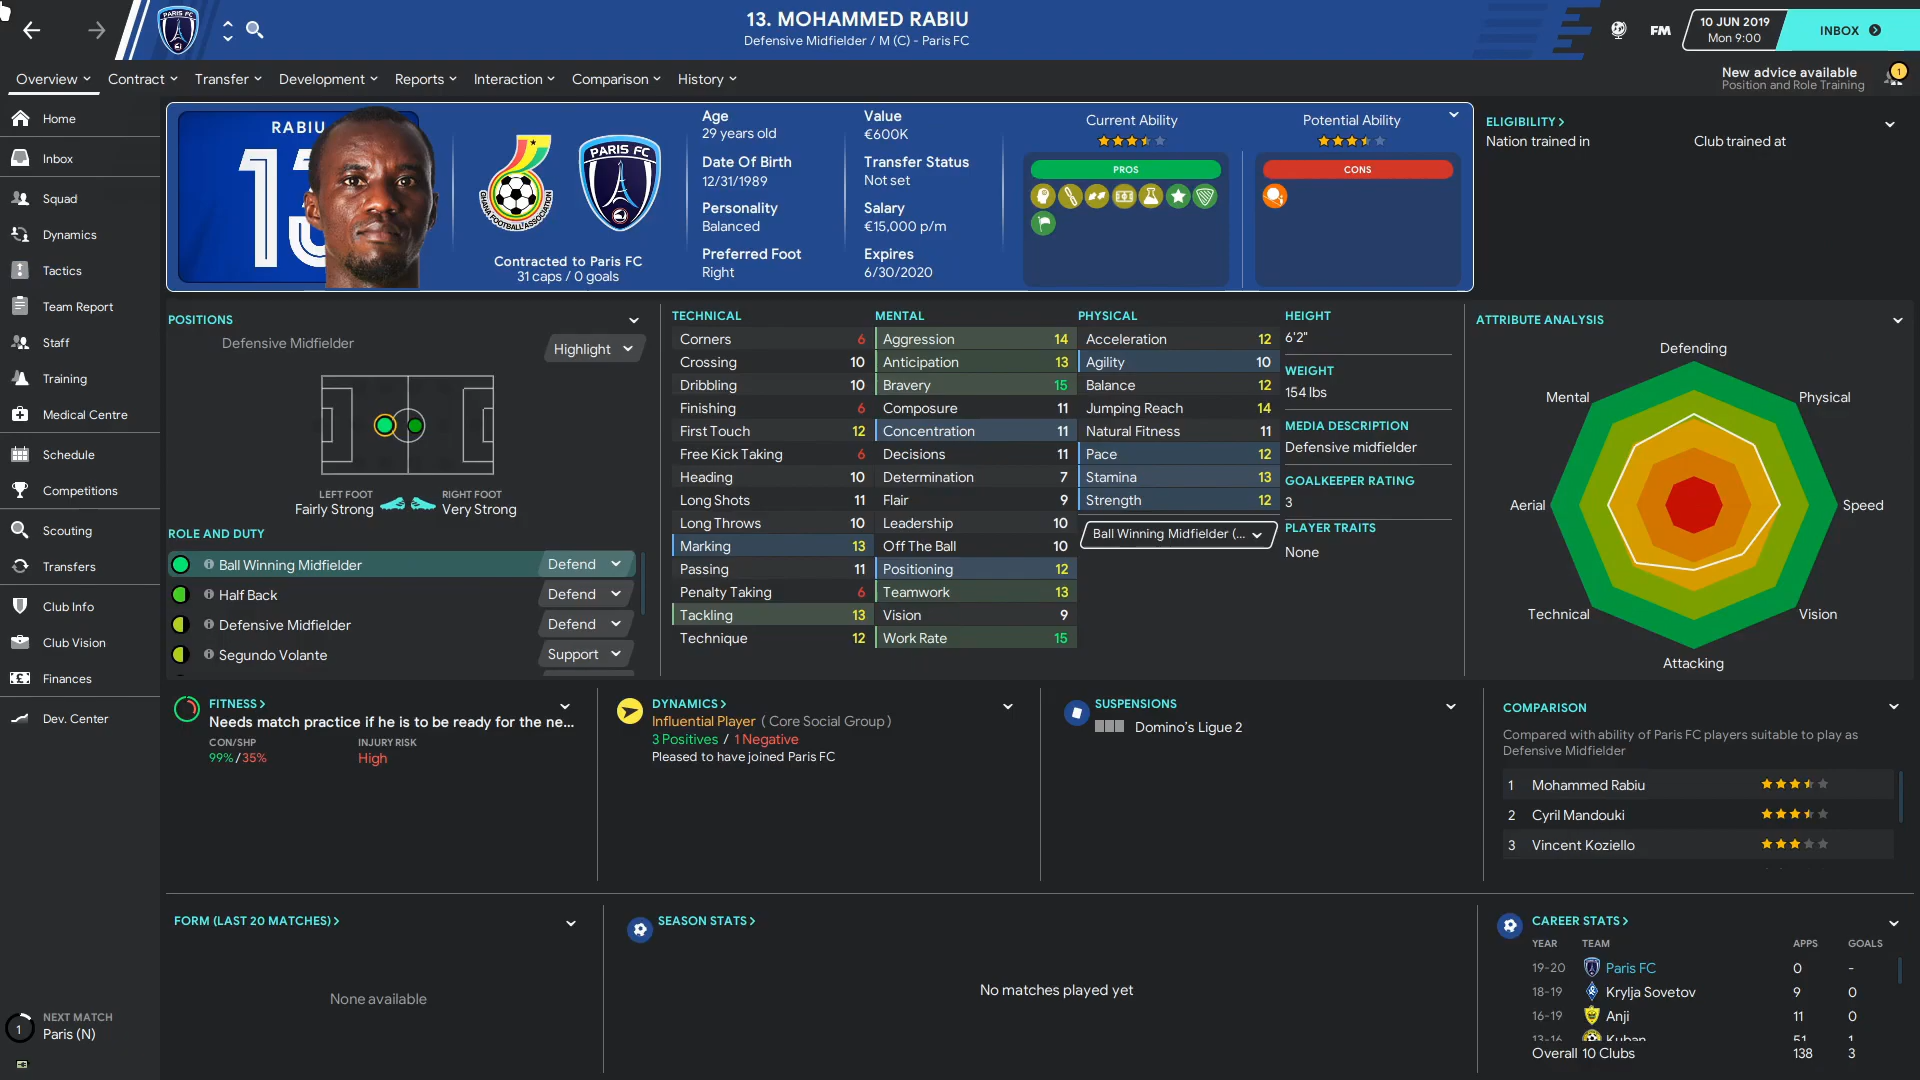 13. MOHAMMED RABIU
Defensive Midfielder / M (C) - Paris FC
FM
10 JUN 2019
Mon 9:00
INBOX
Overview
Contract
Transfer
Development
Reports
Interaction
Comparison
History
New advice available
Position and Role Training
1
Home
Inbox
Squad
Dynamics
Tactics
Team Report
Staff
Training
Medical Centre
Schedule
Competitions
Scouting
Transfers
Club Info
Club Vision
Finances
Dev. Center
1
NEXT MATCH
Paris (N)
RABIU
13
GHANA FOOTBALL ASSOCIATION
PARIS FC
Contracted to Paris FC
31 caps / 0 goals
Age
29 years old
Date Of Birth
12/31/1989
Personality
Balanced
Preferred Foot
Right
Value
€600K
Transfer Status
Not set
Salary
€15,000 p/m
Expires
6/30/2020
Current Ability
PROS
Potential Ability
CONS
ELIGIBILITY >
Nation trained in
Club trained at
POSITIONS
Defensive Midfielder
Highlight
LEFT FOOT
Fairly Strong
RIGHT FOOT
Very Strong
ROLE AND DUTY
Ball Winning Midfielder Defend
Half Back Defend
Defensive Midfielder Defend
Segundo Volante Support
TECHNICAL
Corners 6
Crossing 10
Dribbling 10
Finishing 6
First Touch 12
Free Kick Taking 6
Heading 10
Long Shots 11
Long Throws 10
Marking 13
Passing 11
Penalty Taking 6
Tackling 13
Technique 12
MENTAL
Aggression 14
Anticipation 13
Bravery 15
Composure 11
Concentration 11
Decisions 11
Determination 7
Flair 9
Leadership 10
Off The Ball 10
Positioning 12
Teamwork 13
Vision 9
Work Rate 15
PHYSICAL
Acceleration 12
Agility 10
Balance 12
Jumping Reach 14
Natural Fitness 11
Pace 12
Stamina 13
Strength 12
Ball Winning Midfielder (...
HEIGHT
6'2"
WEIGHT
154 lbs
MEDIA DESCRIPTION
Defensive midfielder
GOALKEEPER RATING
3
PLAYER TRAITS
None
ATTRIBUTE ANALYSIS
Defending
Mental
Physical
Aerial
Speed
Technical
Vision
Attacking
FITNESS >
Needs match practice if he is to be ready for the ne...
CON/SHP
99% / 35%
INJURY RISK
High
DYNAMICS >
Influential Player ( Core Social Group )
3 Positives / 1 Negative
Pleased to have joined Paris FC
SUSPENSIONS
Domino's Ligue 2
COMPARISON
Compared with ability of Paris FC players suitable to play as
Defensive Midfielder
1 Mohammed Rabiu
2 Cyril Mandouki
3 Vincent Koziello
FORM (LAST 20 MATCHES) >
None available
SEASON STATS >
No matches played yet
CAREER STATS >
YEAR TEAM APPS GOALS
19-20 Paris FC 0 -
18-19 Krylja Sovetov 9 0
16-19 Anji 11 0
13-16 Kuban 51 1
Overall 10 Clubs 138 3